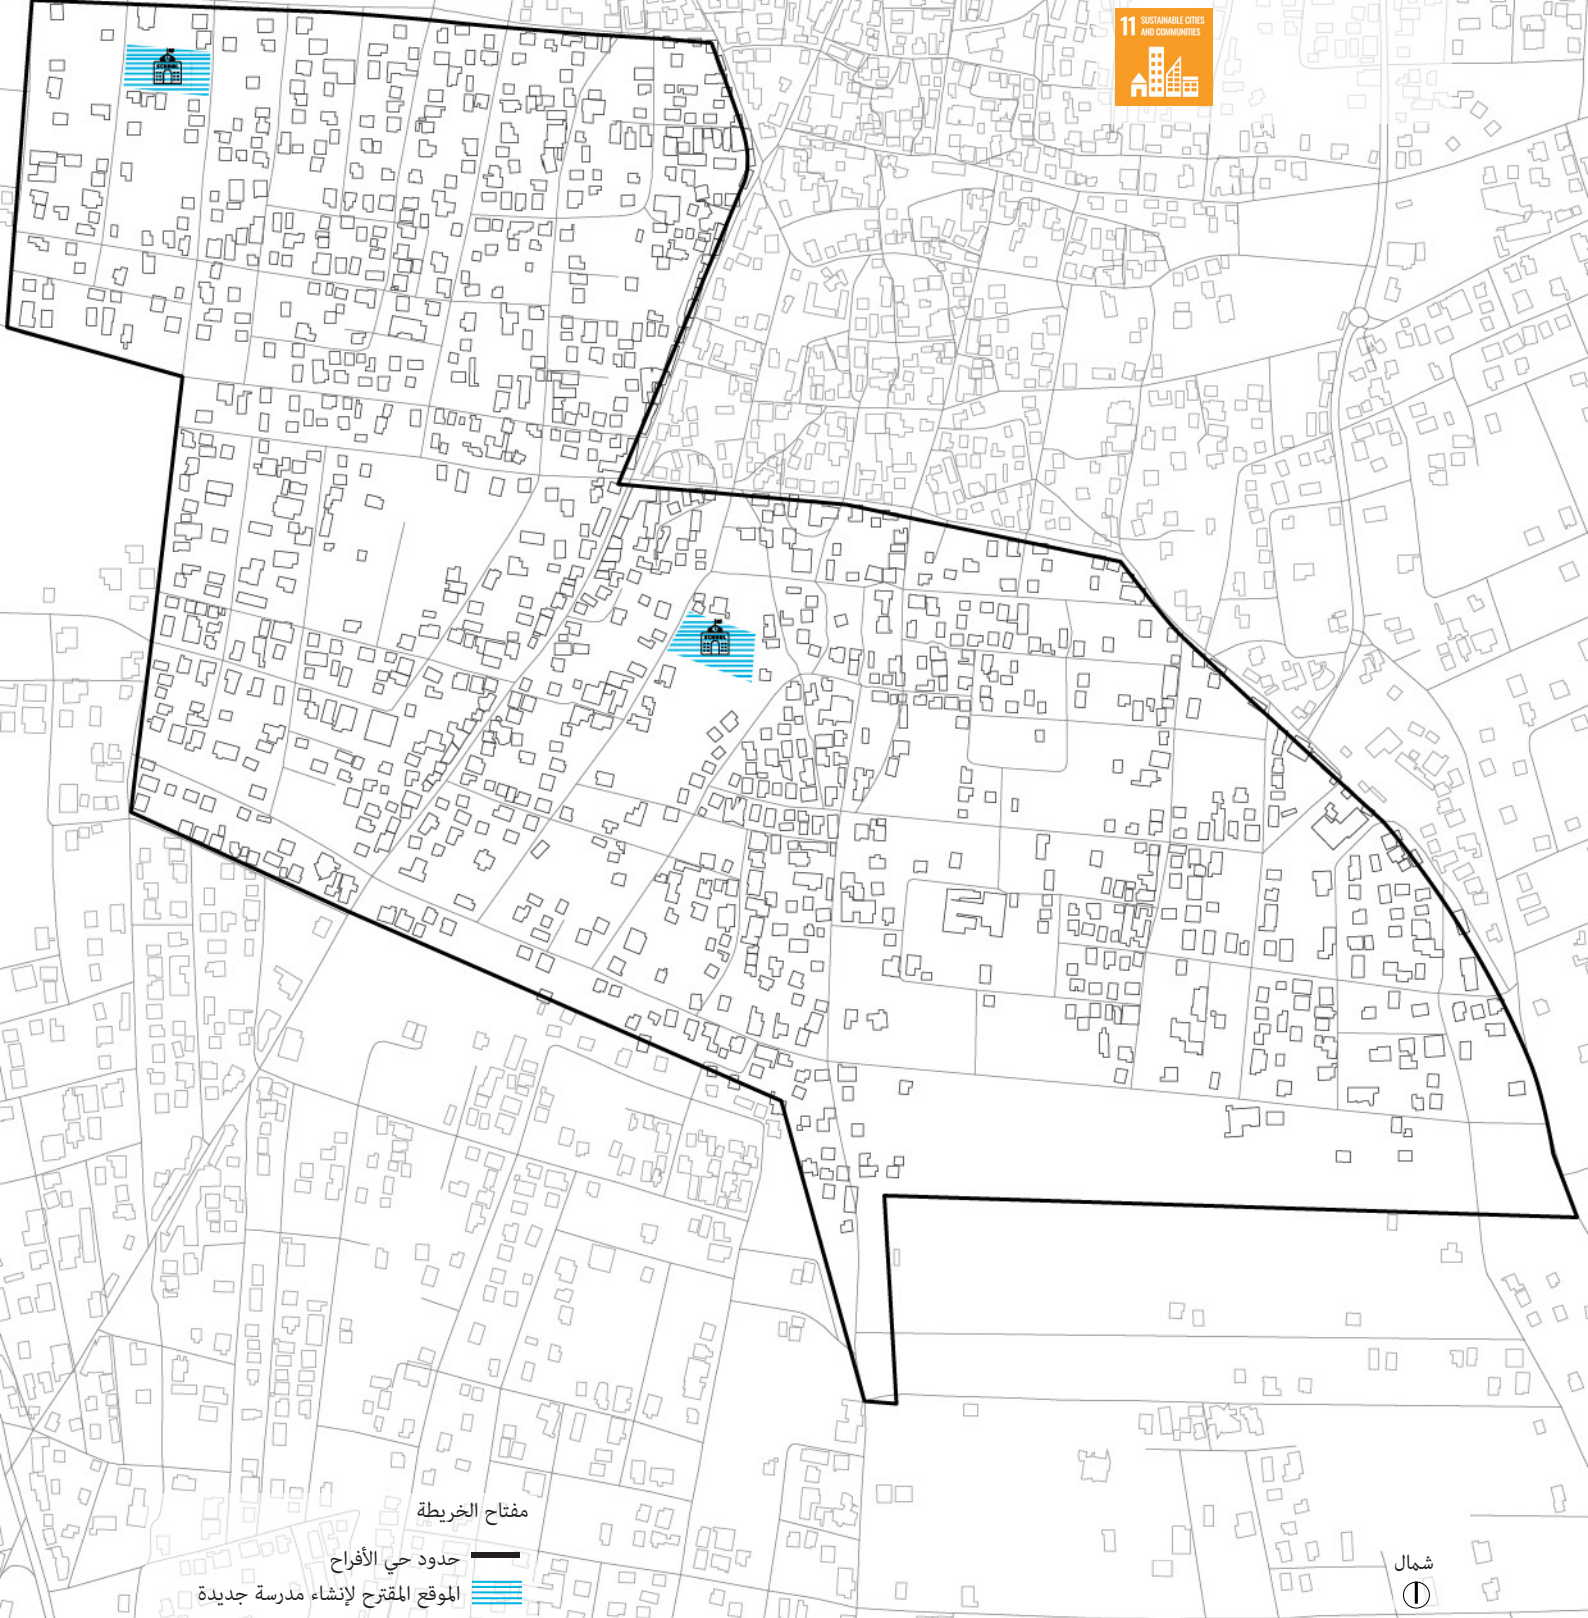 11 SUSTAINABLE CITIES
AND COMMUNITIES
SCHOOL
SCHOOL
مفتاح الخريطة
حدود حي الأفراح
الموقع المقترح لإنشاء مدرسة جديدة
شمال